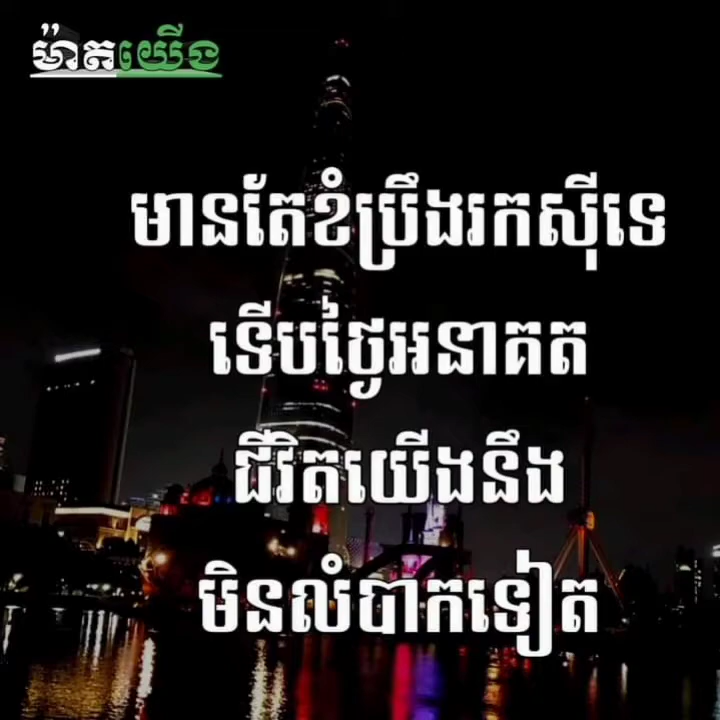 ម៉ាតយើង
មានតែខំប្រឹងរកស៊ីទេ
ទើបថ្ងៃអនាគត
ជីវិតយើងនឹង
មិនលំបាកទៀត